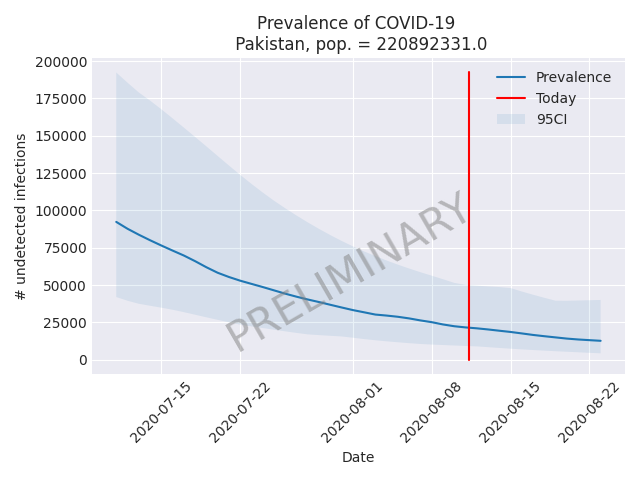 Prevalence of COVID-19
Pakistan, pop. = 220892331.0
200000
175000
150000
125000
100000
75000
50000
25000
0
# undetected infections
Prevalence
Today
95CI
PRELIMINARY
2020-07-15
2020-07-22
2020-08-01
2020-08-08
2020-08-15
2020-08-22
Date